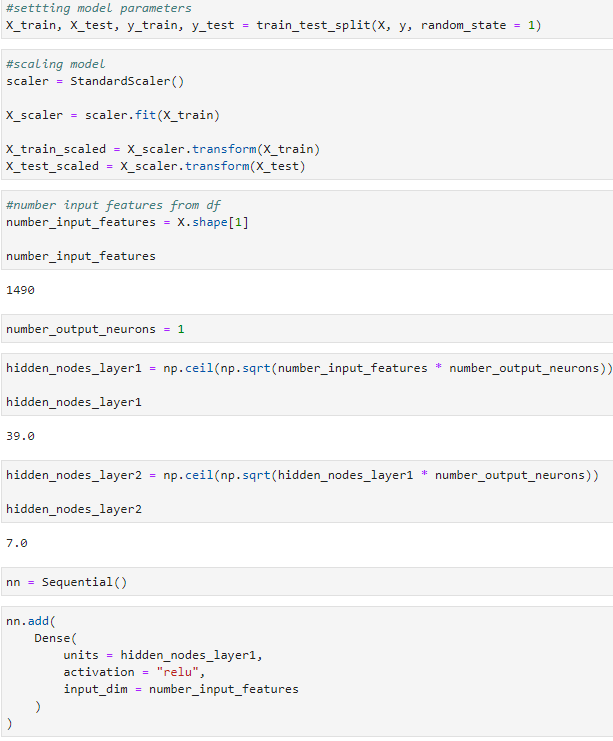 #settting model parameters
X_train, X_test, y_train, y_test = train_test_split(X, y, random_state = 1)
#scaling model
scaler = StandardScaler()
X_scaler = scaler.fit(X_train)
X_train_scaled = X_scaler.transform(X_train)
X_test_scaled = X_scaler.transform(X_test)
#number input features from df
number_input_features = X.shape[1]
number_input_features
1490
number_output_neurons = 1
hidden_nodes_layer1 = np.ceil(np.sqrt(number_input_features * number_output_neurons))
hidden_nodes_layer1
39.0
hidden_nodes_layer2 = np.ceil(np.sqrt(hidden_nodes_layer1 * number_output_neurons))
hidden_nodes_layer2
7.0
nn = Sequential()
nn.add(
    Dense(
        units = hidden_nodes_layer1,
        activation = "relu",
        input_dim = number_input_features
    )
)